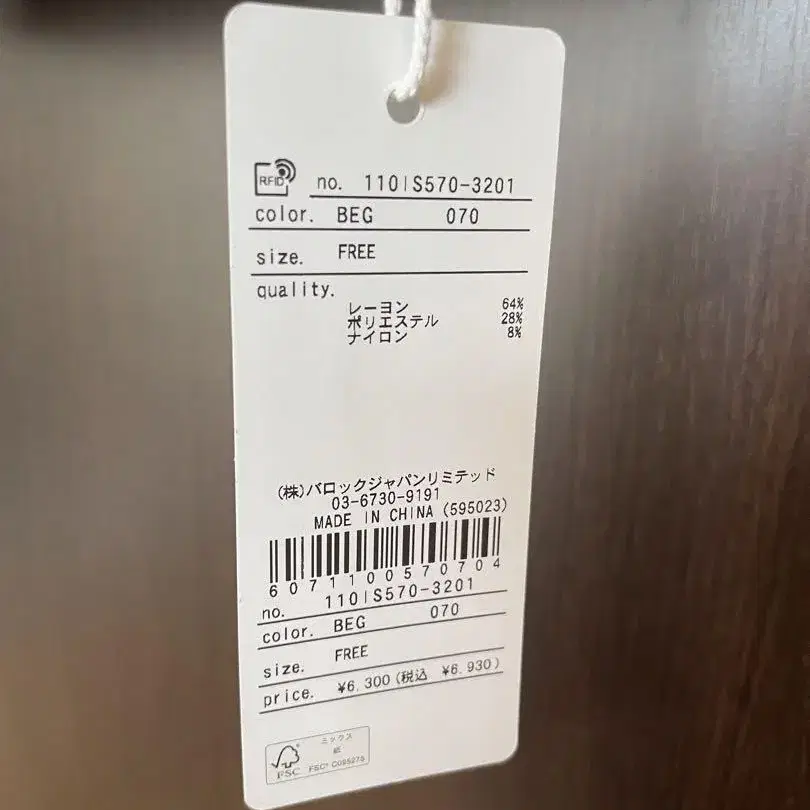 RFID
no. 110IS570-3201
color. BEG 070
size. FREE
quality.
レーヨン 64%
ポリエステル 28%
ナイロン 8%
(株)バロックジャパンリミテッド
03-6730-9191
MADE IN CHINA (595023)
6071100570704
no. 110IS570-3201
color. BEG 070
size. FREE
price. ¥6.300(税込 ¥6.930)
ミックス
紙
FSC
FSC® C095275